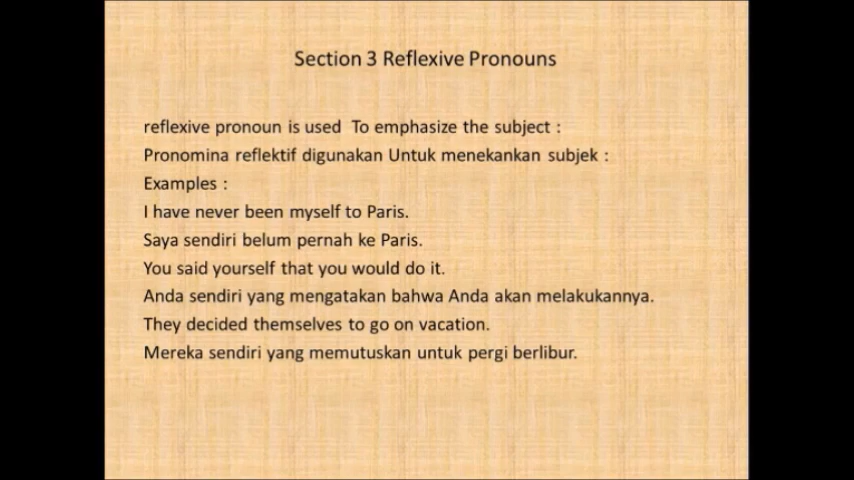 Section 3 Reflexive Pronouns
reflexive pronoun is used  To emphasize the subject :
Pronomina reflektif digunakan Untuk menekankan subjek :
Examples :
I have never been myself to Paris.
Saya sendiri belum pernah ke Paris.
You said yourself that you would do it.
Anda sendiri yang mengatakan bahwa Anda akan melakukannya.
They decided themselves to go on vacation.
Mereka sendiri yang memutuskan untuk pergi berlibur.